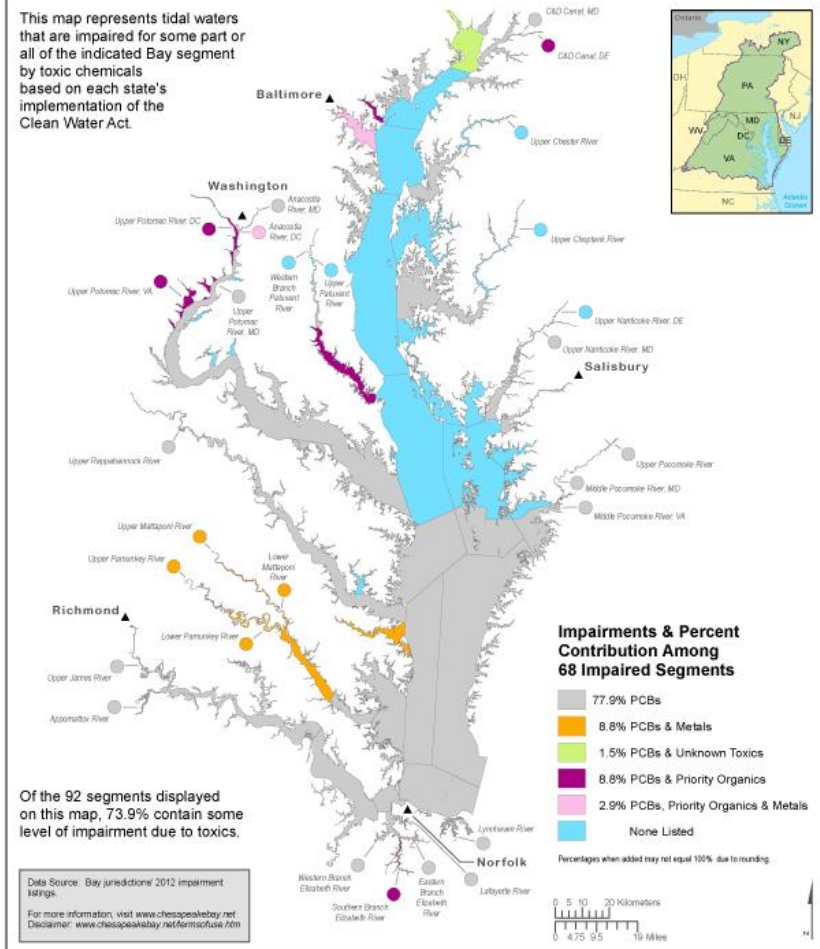 This map represents tidal waters
that are impaired for some part or
all of the indicated Bay segment
by toxic chemicals
based on each state's
implementation of the
Clean Water Act.
C&D Canal, MD
C&D Canal, DE
Ontario
NY
OH
PA
NJ
MD
WV
DC
DE
VA
NC
Atlantic
Ocean
Baltimore
Upper Chester River
Washington
Anacostia
River, MD
Upper Potomac River, DC
Anacostia
River, DC
Upper Choptank River
Western
Branch
Patuxent
River
Upper
Patuxent
River
Upper Potomac River, VA
Upper
Potomac
River, MD
Upper Nanticoke River, DE
Upper Nanticoke River, MD
Salisbury
Upper Rappahannock River
Upper Pocomoke River
Middle Pocomoke River, MD
Middle Pocomoke River, VA
Upper Mattaponi River
Upper Pamunkey River
Lower
Mattaponi
River
Richmond
Lower Pamunkey River
Upper James River
Appomattox River
Impairments & Percent
Contribution Among
68 Impaired Segments
77.9% PCBs
8.8% PCBs & Metals
1.5% PCBs & Unknown Toxics
8.8% PCBs & Priority Organics
2.9% PCBs, Priority Organics & Metals
None Listed
Percentages when added may not equal 100% due to rounding.
Of the 92 segments displayed
on this map, 73.9% contain some
level of impairment due to toxics.
Lynnhaven River
Norfolk
Western Branch
Elizabeth River
Southern Branch
Elizabeth River
Eastern
Branch
Elizabeth
River
Lafayette River
Data Source: Bay jurisdictions' 2012 impairment
listings.
For more information, visit www.chesapeakebay.net
Disclaimer: www.chesapeakebay.net/termsofuse.htm
0 5 10 20 Kilometers
0 4.75 9.5 19 Miles
N